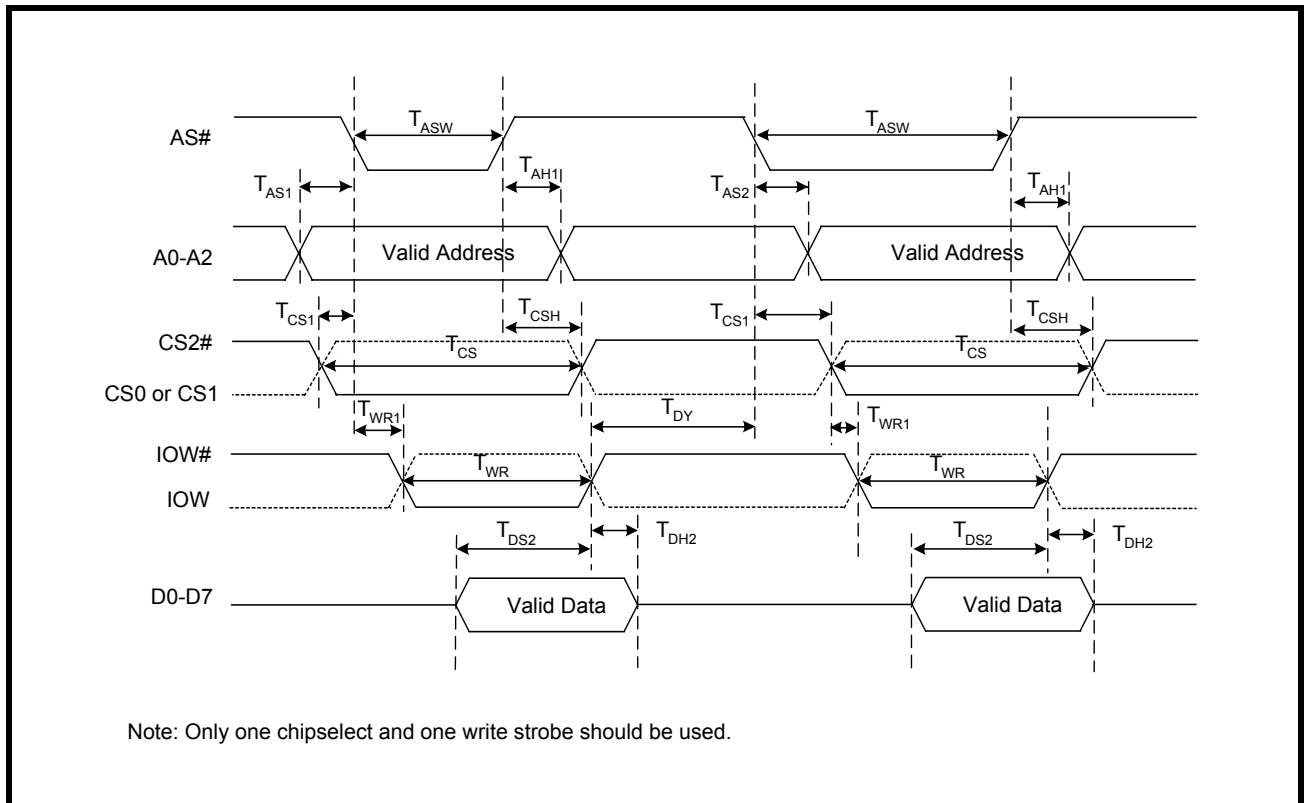 AS#
T_ASW
T_ASW
T_AS1
T_AH1
T_AS2
T_AH1
A0-A2
Valid Address
Valid Address
T_CS1
T_CSH
T_CS1
T_CSH
CS2#
T_CS
T_CS
CS0 or CS1
T_WR1
T_DY
T_WR1
IOW#
T_WR
T_WR
IOW
T_DS2
T_DH2
T_DS2
T_DH2
D0-D7
Valid Data
Valid Data
Note: Only one chipselect and one write strobe should be used.